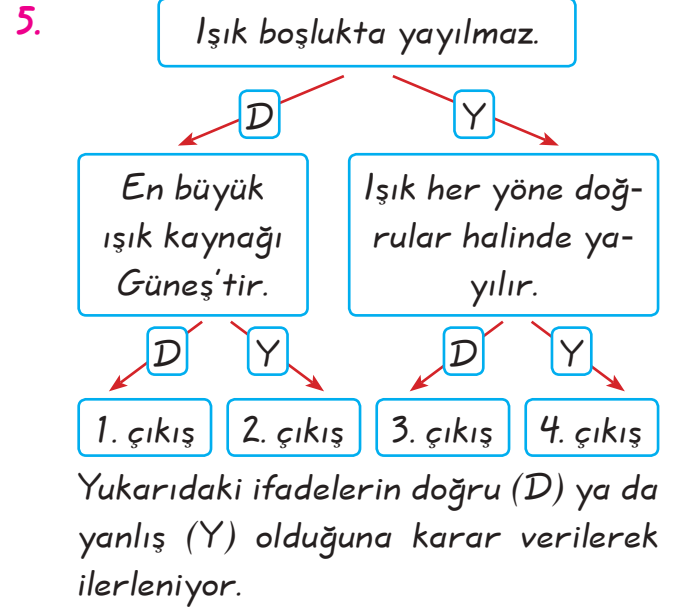 5.
Işık boşlukta yayılmaz.
D
Y
En büyük
ışık kaynağı
Güneş'tir.
Işık her yöne doğ-
rular halinde ya-
yılır.
D
Y
D
Y
1. çıkış
2. çıkış
3. çıkış
4. çıkış
Yukarıdaki ifadelerin doğru (D) ya da
yanlış (Y) olduğuna karar verilerek
ilerleniyor.